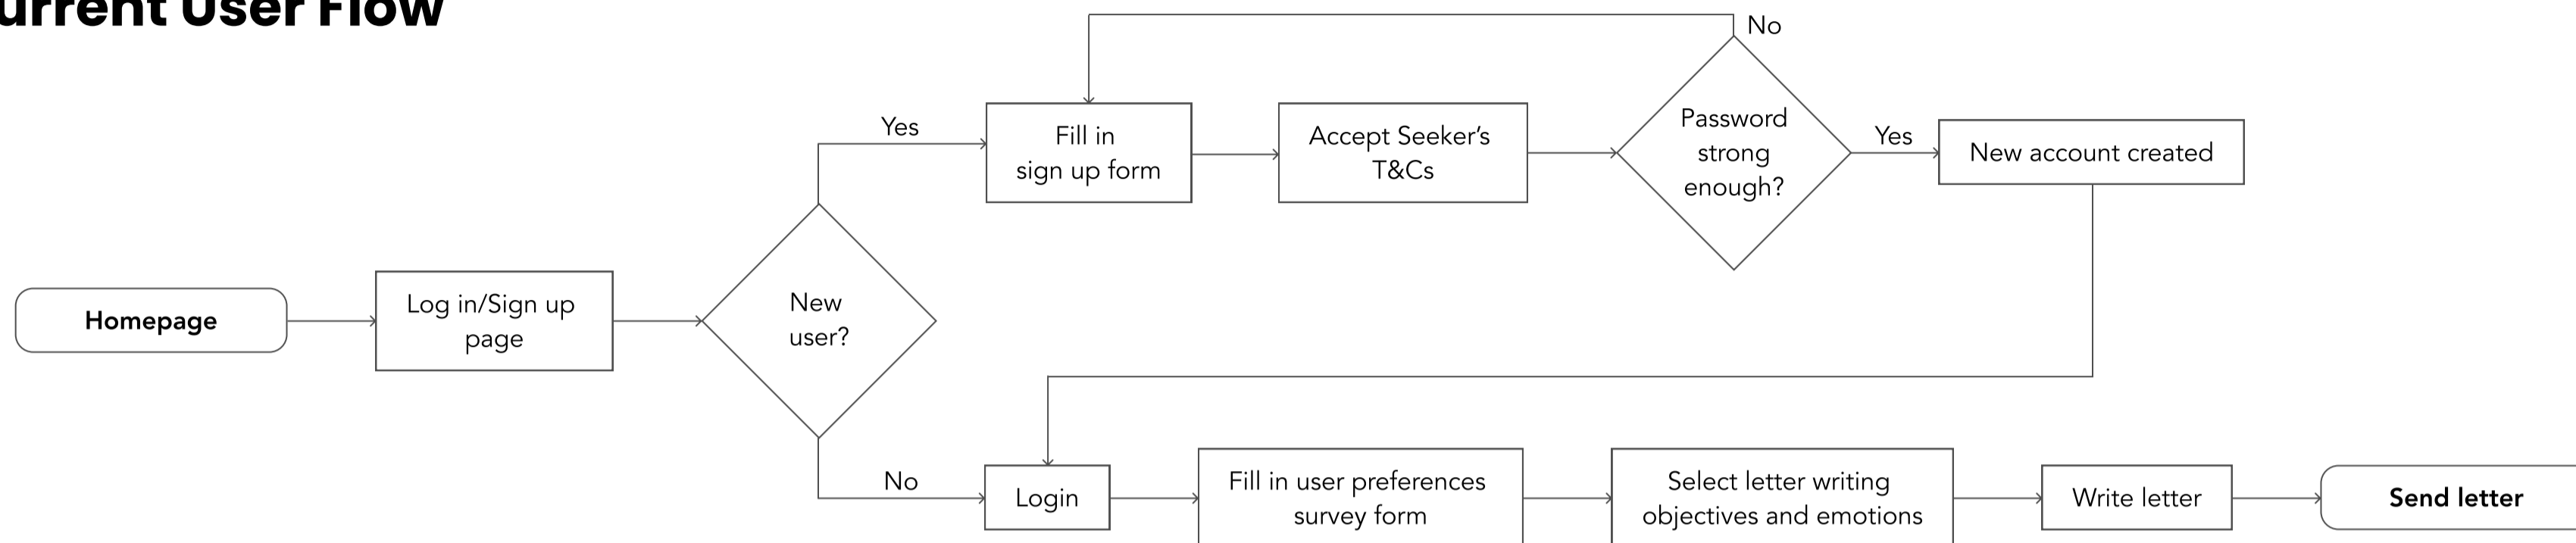 urrent User Flow
No
Yes
Fill in
sign up form
Accept Seeker's
T&Cs
Password
strong
enough?
Yes
New account created
Homepage
Log in/Sign up
page
New
user?
No
Login
Fill in user preferences
survey form
Select letter writing
objectives and emotions
Write letter
Send letter